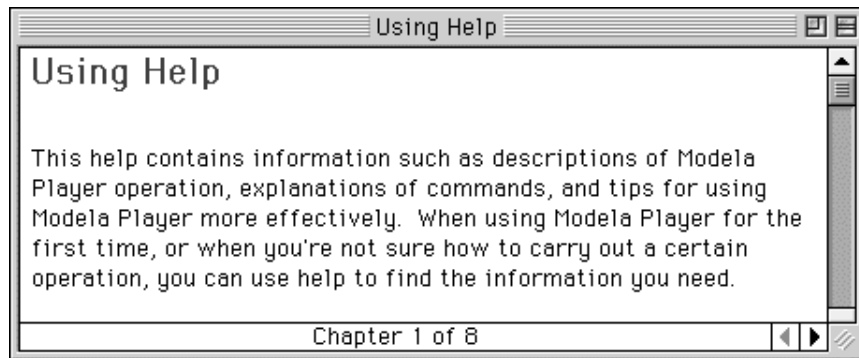 Using Help
Using Help
This help contains information such as descriptions of Modela
Player operation, explanations of commands, and tips for using
Modela Player more effectively.  When using Modela Player for the
first time, or when you're not sure how to carry out a certain
operation, you can use help to find the information you need.
Chapter 1 of 8